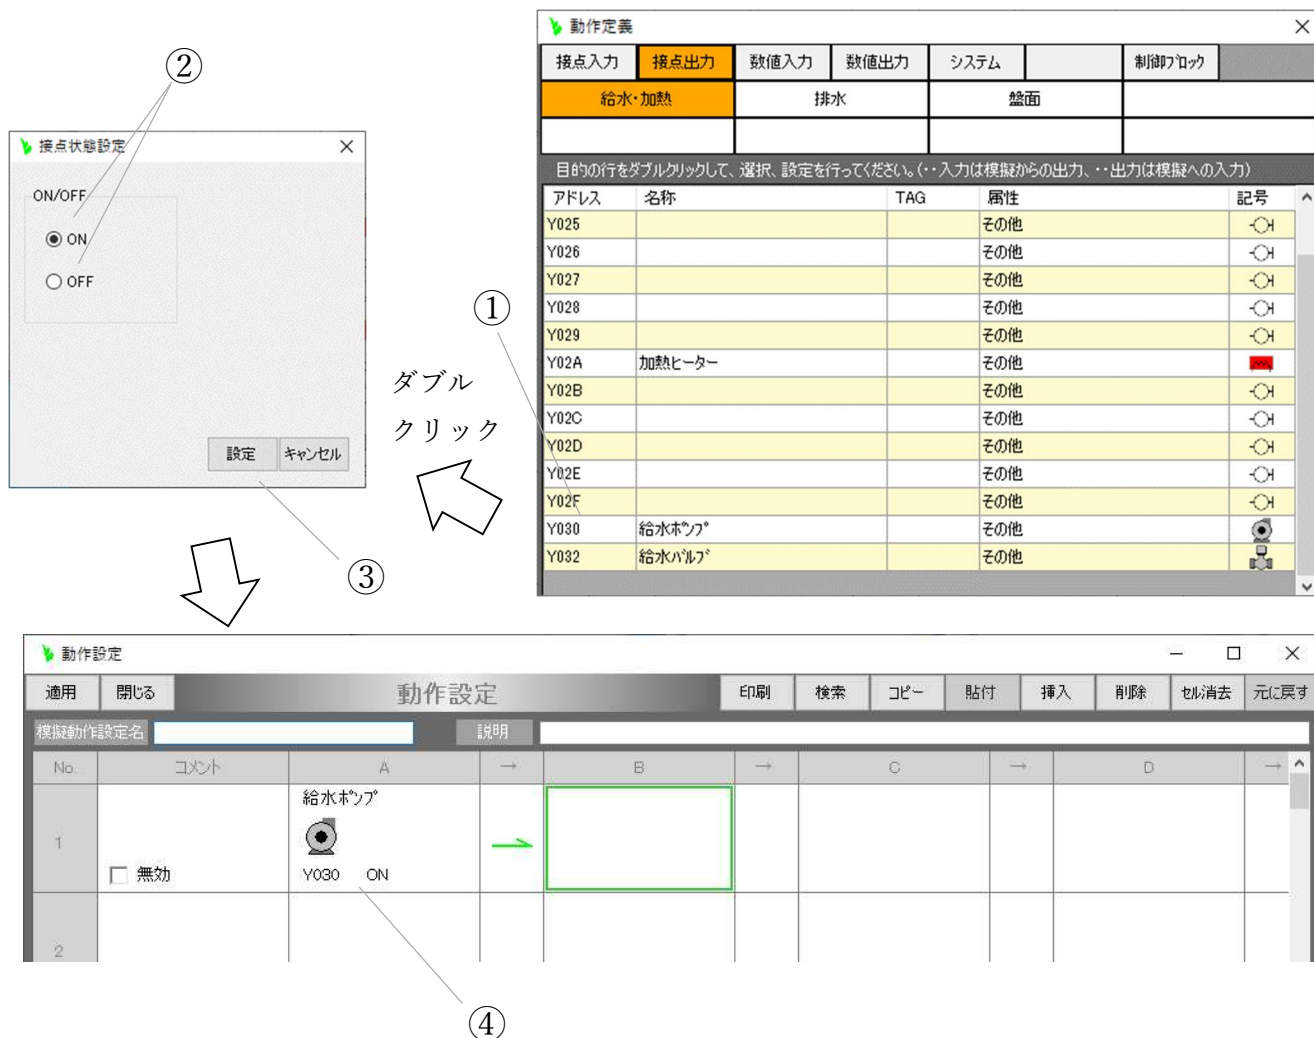 動作定義
接点入力 接点出力 数値入力 数値出力 システム 制御ブロック
給水・加熱 排水 盤面
目的の行をダブルクリックして、選択、設定を行ってください。(・・入力は模擬からの出力、・・出力は模擬への入力)
アドレス 名称 TAG 属性 記号
Y025 その他
Y026 その他
Y027 その他
Y028 その他
Y029 その他
Y02A 加熱ヒーター その他
Y02B その他
Y02C その他
Y02D その他
Y02E その他
Y02F その他
Y030 給水ポンプ その他
Y032 給水バルブ その他
①
ダブル
クリック
②
接点状態設定
ON/OFF
ON
OFF
設定 キャンセル
③
動作設定
適用 閉じる 動作設定 印刷 検索 コピー 貼付 挿入 削除 セル消去 元に戻す
模擬動作設定名 説明
No. コメント A → B → C → D →
給水ポンプ
1
無効 Y030 ON
2
④